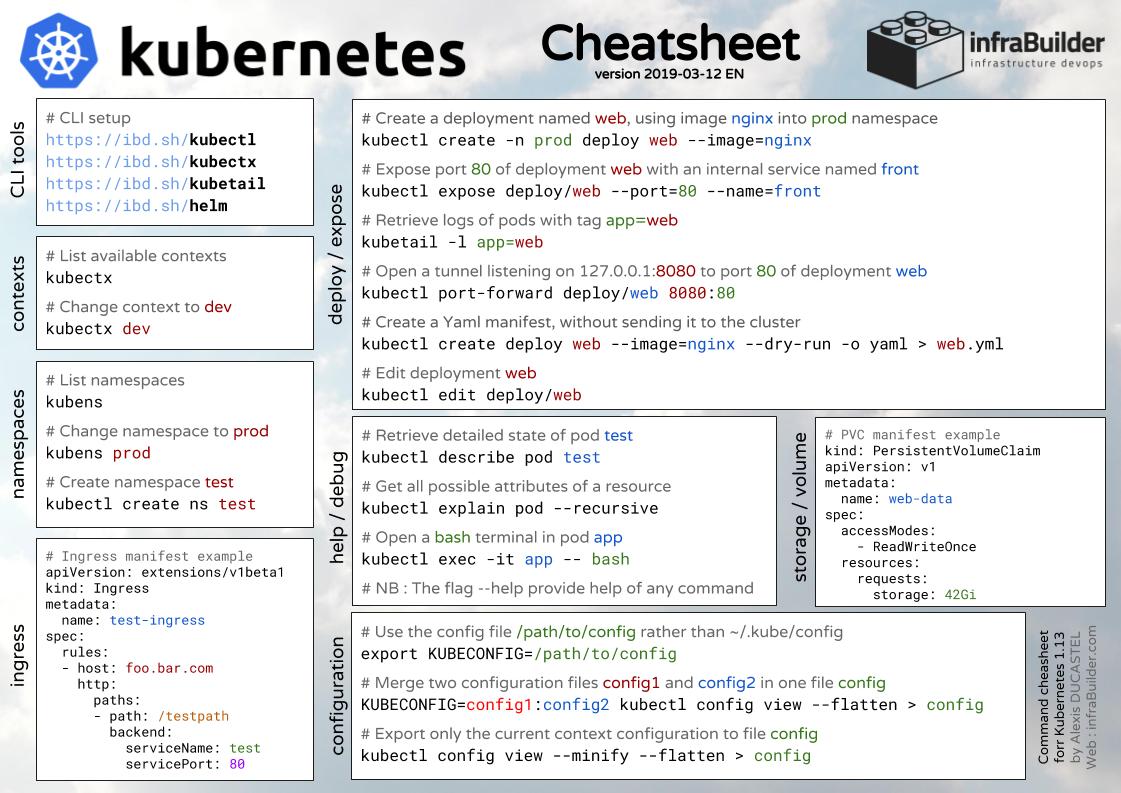 kubernetes
Cheatsheet
version 2019-03-12 EN
infraBuilder
infrastructure devops
CLI tools
# CLI setup
https://ibd.sh/kubectl
https://ibd.sh/kubectx
https://ibd.sh/kubetail
https://ibd.sh/helm
contexts
# List available contexts
kubectx
# Change context to dev
kubectx dev
namespaces
# List namespaces
kubens
# Change namespace to prod
kubens prod
# Create namespace test
kubectl create ns test
ingress
# Ingress manifest example
apiVersion: extensions/v1beta1
kind: Ingress
metadata:
  name: test-ingress
spec:
  rules:
  - host: foo.bar.com
    http:
      paths:
      - path: /testpath
        backend:
          serviceName: test
          servicePort: 80
deploy / expose
# Create a deployment named web, using image nginx into prod namespace
kubectl create -n prod deploy web --image=nginx
# Expose port 80 of deployment web with an internal service named front
kubectl expose deploy/web --port=80 --name=front
# Retrieve logs of pods with tag app=web
kubetail -l app=web
# Open a tunnel listening on 127.0.0.1:8080 to port 80 of deployment web
kubectl port-forward deploy/web 8080:80
# Create a Yaml manifest, without sending it to the cluster
kubectl create deploy web --image=nginx --dry-run -o yaml > web.yml
# Edit deployment web
kubectl edit deploy/web
help / debug
# Retrieve detailed state of pod test
kubectl describe pod test
# Get all possible attributes of a resource
kubectl explain pod --recursive
# Open a bash terminal in pod app
kubectl exec -it app -- bash
# NB : The flag --help provide help of any command
storage / volume
# PVC manifest example
kind: PersistentVolumeClaim
apiVersion: v1
metadata:
  name: web-data
spec:
  accessModes:
    - ReadWriteOnce
  resources:
    requests:
      storage: 42Gi
configuration
# Use the config file /path/to/config rather than ~/.kube/config
export KUBECONFIG=/path/to/config
# Merge two configuration files config1 and config2 in one file config
KUBECONFIG=config1:config2 kubectl config view --flatten > config
# Export only the current context configuration to file config
kubectl config view --minify --flatten > config
Command cheasheet
forr Kubernetes 1.13
by Alexis DUCASTEL
Web : infraBuilder.com